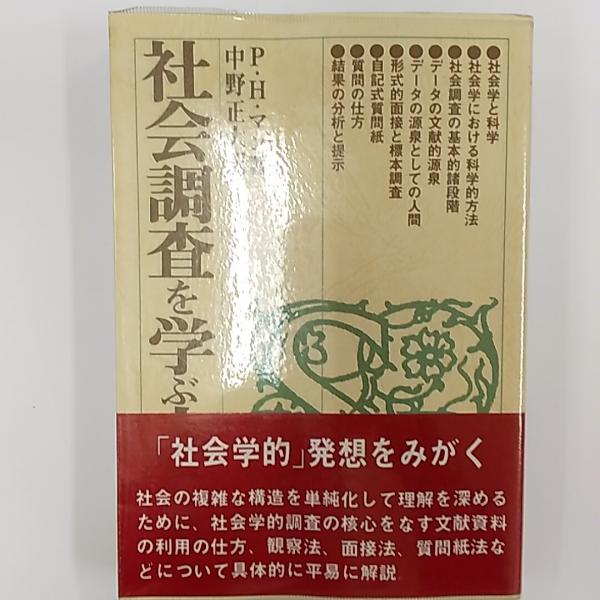 ●社会学と科学
●社会学における科学的方法
●社会調査の基本的諸段階
●データの文献的源泉
●データの源泉としての人間
●形式的面接と標本調査
●自記式質問紙
●質問の仕方
●結果の分析と提示
P・H・マン
中野正
社会調査を学ぶ
「社会学的」発想をみがく
社会の複雑な構造を単純化して理解を深める
ために、社会学的調査の核心をなす文献資料
の利用の仕方、観察法、面接法、質問紙法な
どについて具体的に平易に解説